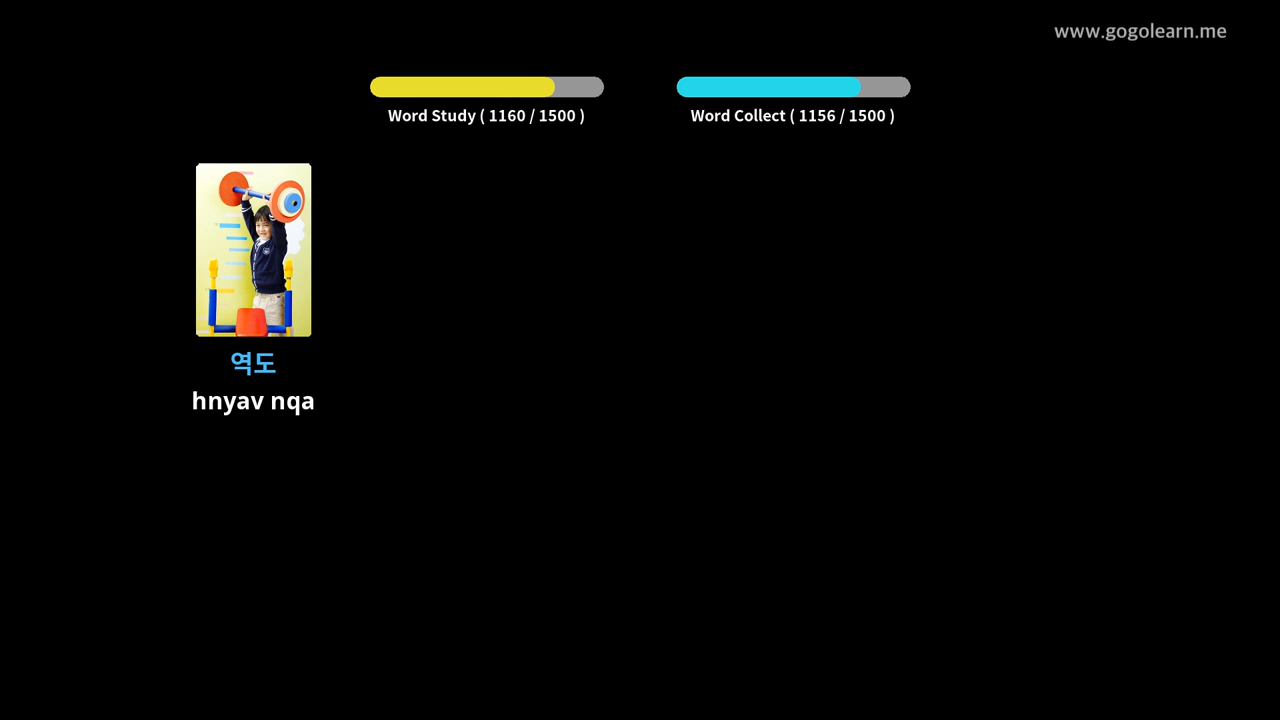 www.gogolearn.me
Word Study ( 1160 / 1500 )
Word Collect ( 1156 / 1500 )
역도
hnyav nqa